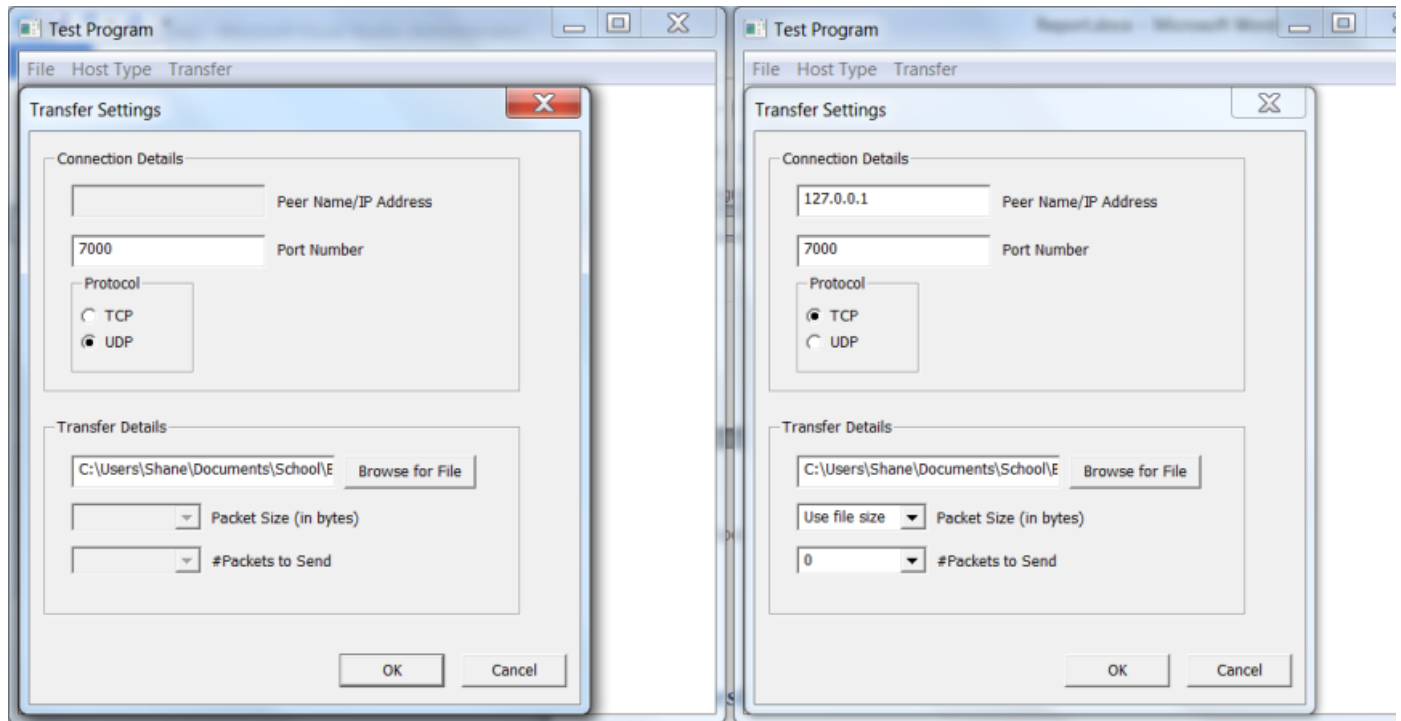 Test Program
File Host Type Transfer
Transfer Settings
Connection Details
Peer Name/IP Address
7000 Port Number
Protocol
TCP
UDP
Transfer Details
C:\Users\Shane\Documents\School\E Browse for File
Packet Size (in bytes)
#Packets to Send
OK Cancel
Test Program
File Host Type Transfer
Transfer Settings
Connection Details
127.0.0.1 Peer Name/IP Address
7000 Port Number
Protocol
TCP
UDP
Transfer Details
C:\Users\Shane\Documents\School\E Browse for File
Use file size Packet Size (in bytes)
0 #Packets to Send
OK Cancel